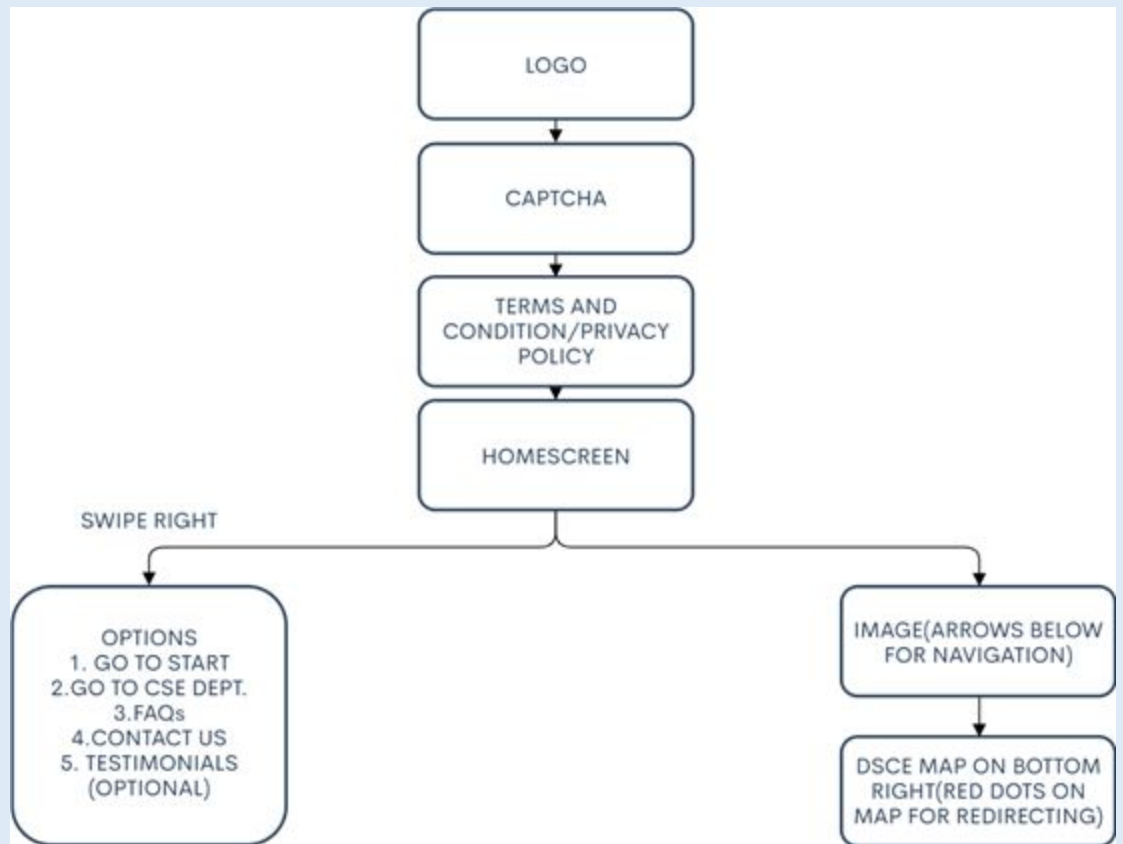 LOGO
CAPTCHA
TERMS AND
CONDITION/PRIVACY
POLICY
HOMESCREEN
SWIPE RIGHT
OPTIONS
1. GO TO START
2.GO TO CSE DEPT.
3.FAQs
4.CONTACT US
5. TESTIMONIALS
(OPTIONAL)
IMAGE(ARROWS BELOW
FOR NAVIGATION)
DSCE MAP ON BOTTOM
RIGHT(RED DOTS ON
MAP FOR REDIRECTING)